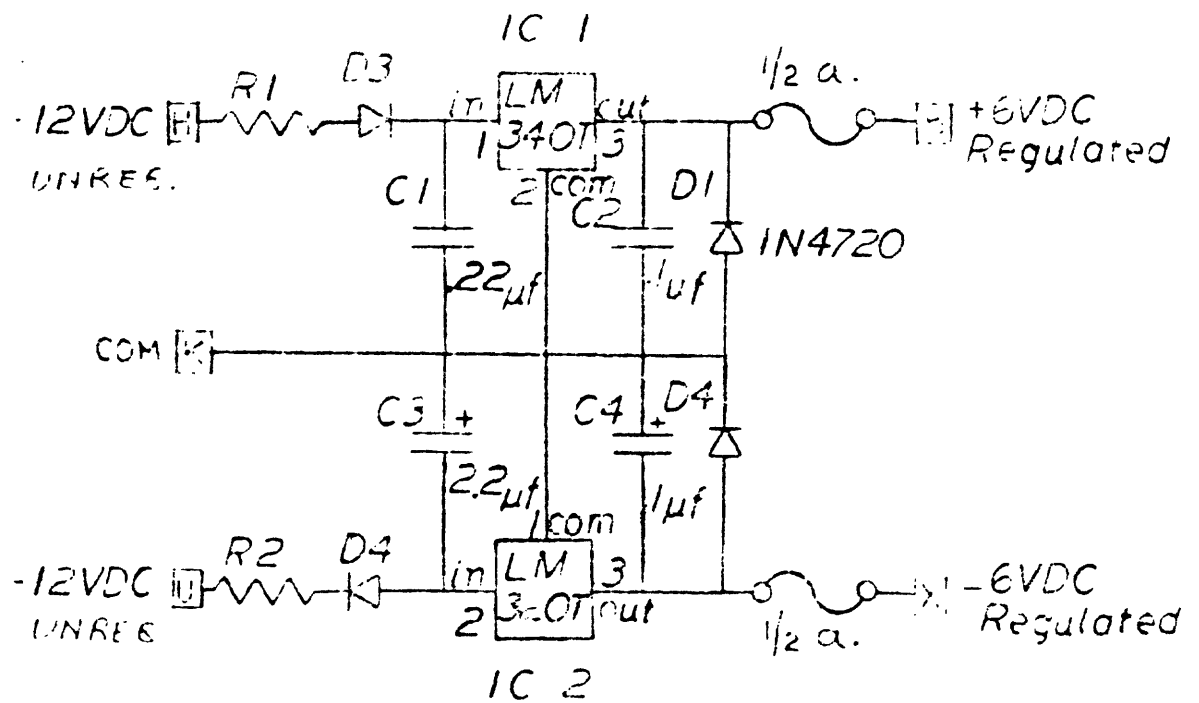 IC 1
1/2 a.
R1
D3
12VDC
in
LM
out
+6VDC
1
340T
3
Regulated
2
com
C1
C2
D1
1N4720
.22µf
.1µf
COM
K
C3
+
C4
+
D4
2.2µf
1µf
1
com
R2
D4
-12VDC
in
LM
3
-6VDC
2
out
Regulated
1/2 a.
IC 2